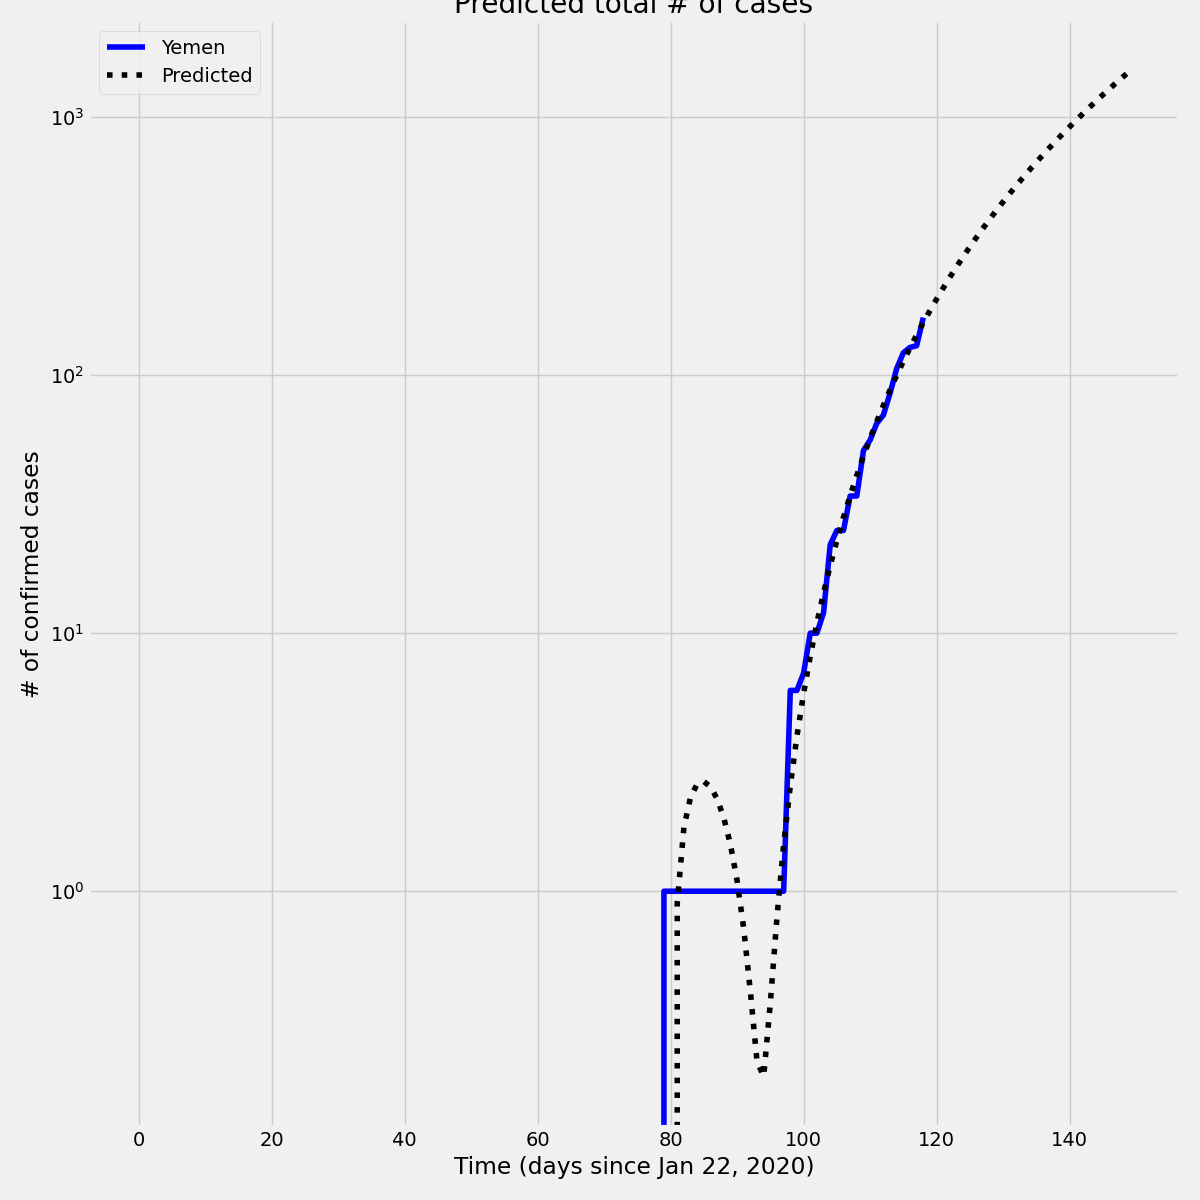 Predicted total # of cases
Yemen
Predicted
10³
10²
10¹
10⁰
# of confirmed cases
0 20 40 60 80 100 120 140
Time (days since Jan 22, 2020)